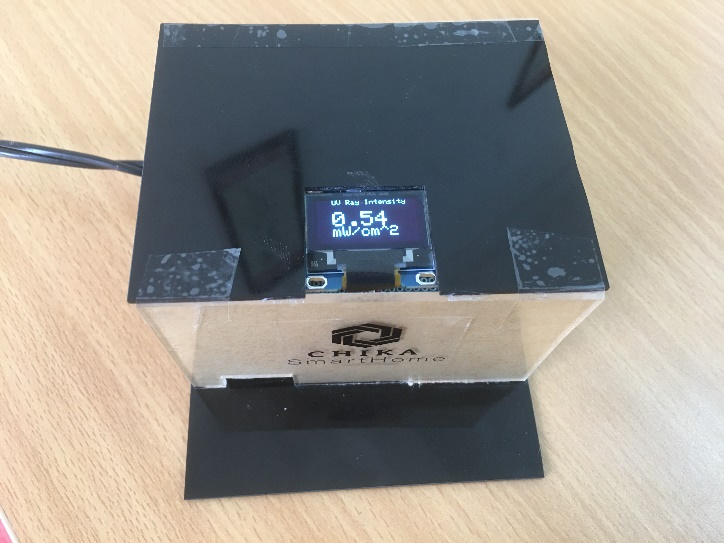 UV Ray Intensity
0.54
mW/cm^2
CHIKA
SmartHome